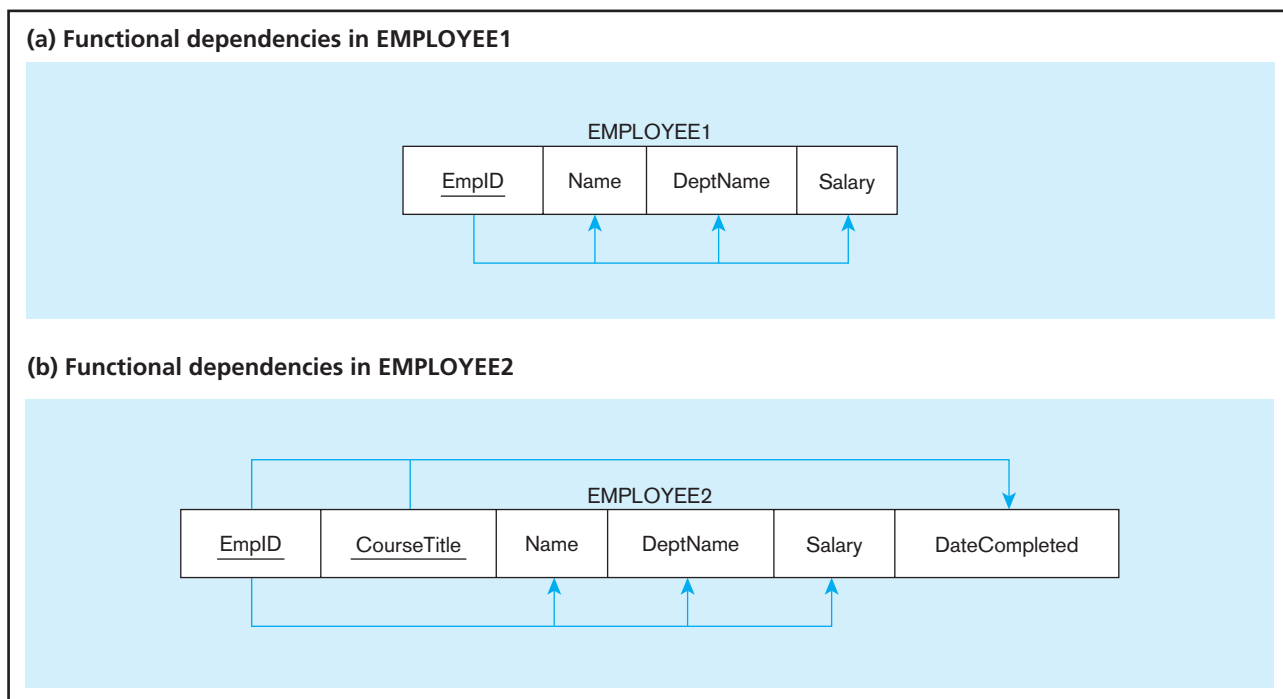 (a) Functional dependencies in EMPLOYEE1
EMPLOYEE1
EmpID Name DeptName Salary
(b) Functional dependencies in EMPLOYEE2
EMPLOYEE2
EmpID CourseTitle Name DeptName Salary DateCompleted